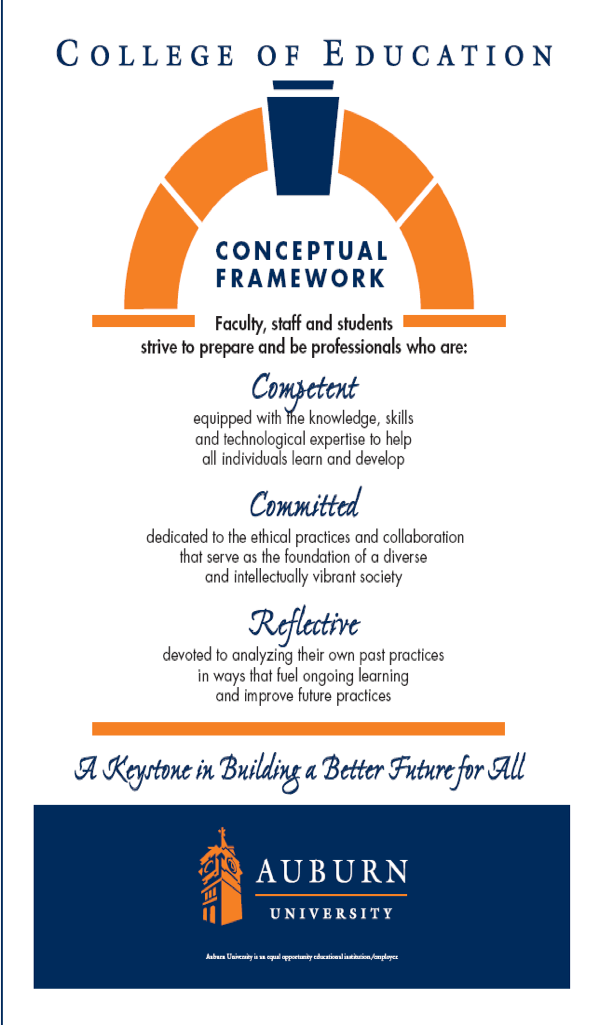 COLLEGE OF EDUCATION
CONCEPTUAL
FRAMEWORK
Faculty, staff and students
strive to prepare and be professionals who are:
Competent
equipped with the knowledge, skills
and technological expertise to help
all individuals learn and develop
Committed
dedicated to the ethical practices and collaboration
that serve as the foundation of a diverse
and intellectually vibrant society
Reflective
devoted to analyzing their own past practices
in ways that fuel ongoing learning
and improve future practices
A Keystone in Building a Better Future for All
AUBURN
UNIVERSITY
Auburn University is an equal opportunity educational institution/employer.